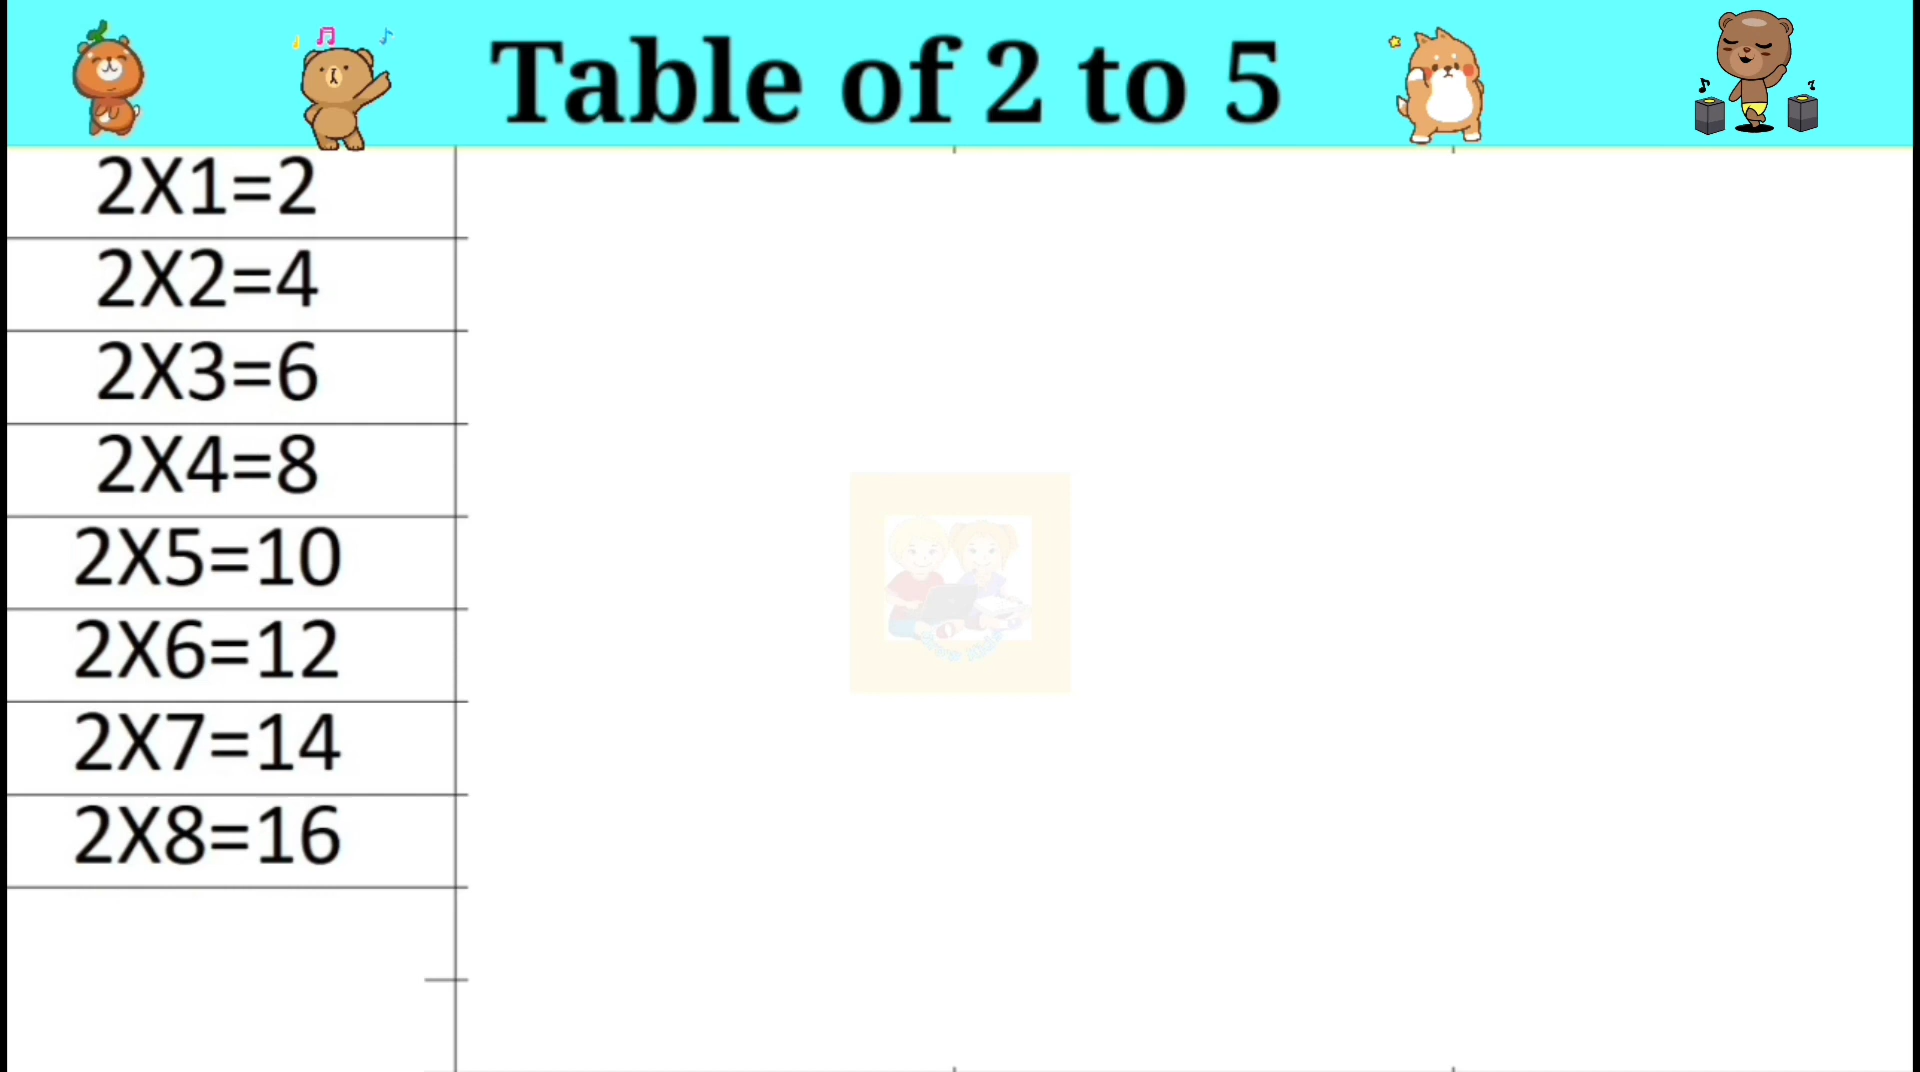 Table of 2 to 5
2X1=2
2X2=4
2X3=6
2X4=8
2X5=10
2X6=12
2X7=14
2X8=16